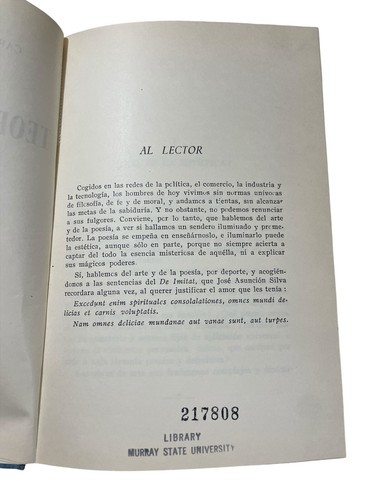 AL LECTOR
Cogidos en las redes de la política, el comercio, la industria y
la tecnología, los hombres de hoy vivimos sin normas unívocas
de filosofía, de fe y de moral, y andamos a tientas, sin alcanzar
las metas de la sabiduría. Y no obstante, no podemos renunciar
a sus fulgores. Conviene, por lo tanto, que hablemos del arte
y de la poesía, a ver si hallamos un sendero iluminado y prome-
tedor. La poesía se empeña en enseñárnoslo, e iluminarlo puede
la estética, aunque sólo en parte, porque no siempre acierta a
captar del todo la esencia misteriosa de aquélla, ni a explicar
sus mágicos poderes.
Sí, hablemos del arte y de la poesía, por deporte, y acogién-
donos a las sentencias del De Imitat, que José Asunción Silva
recordara alguna vez, al querer justificar el amor que les tenía:
Excedunt enim spirituales consolalationes, omnes mundi de-
licias et carnis voluptatis.
Nam omnes deliciae mundanae aut vanae sunt, aut turpes.
217808
LIBRARY
MURRAY STATE UNIVERSITY